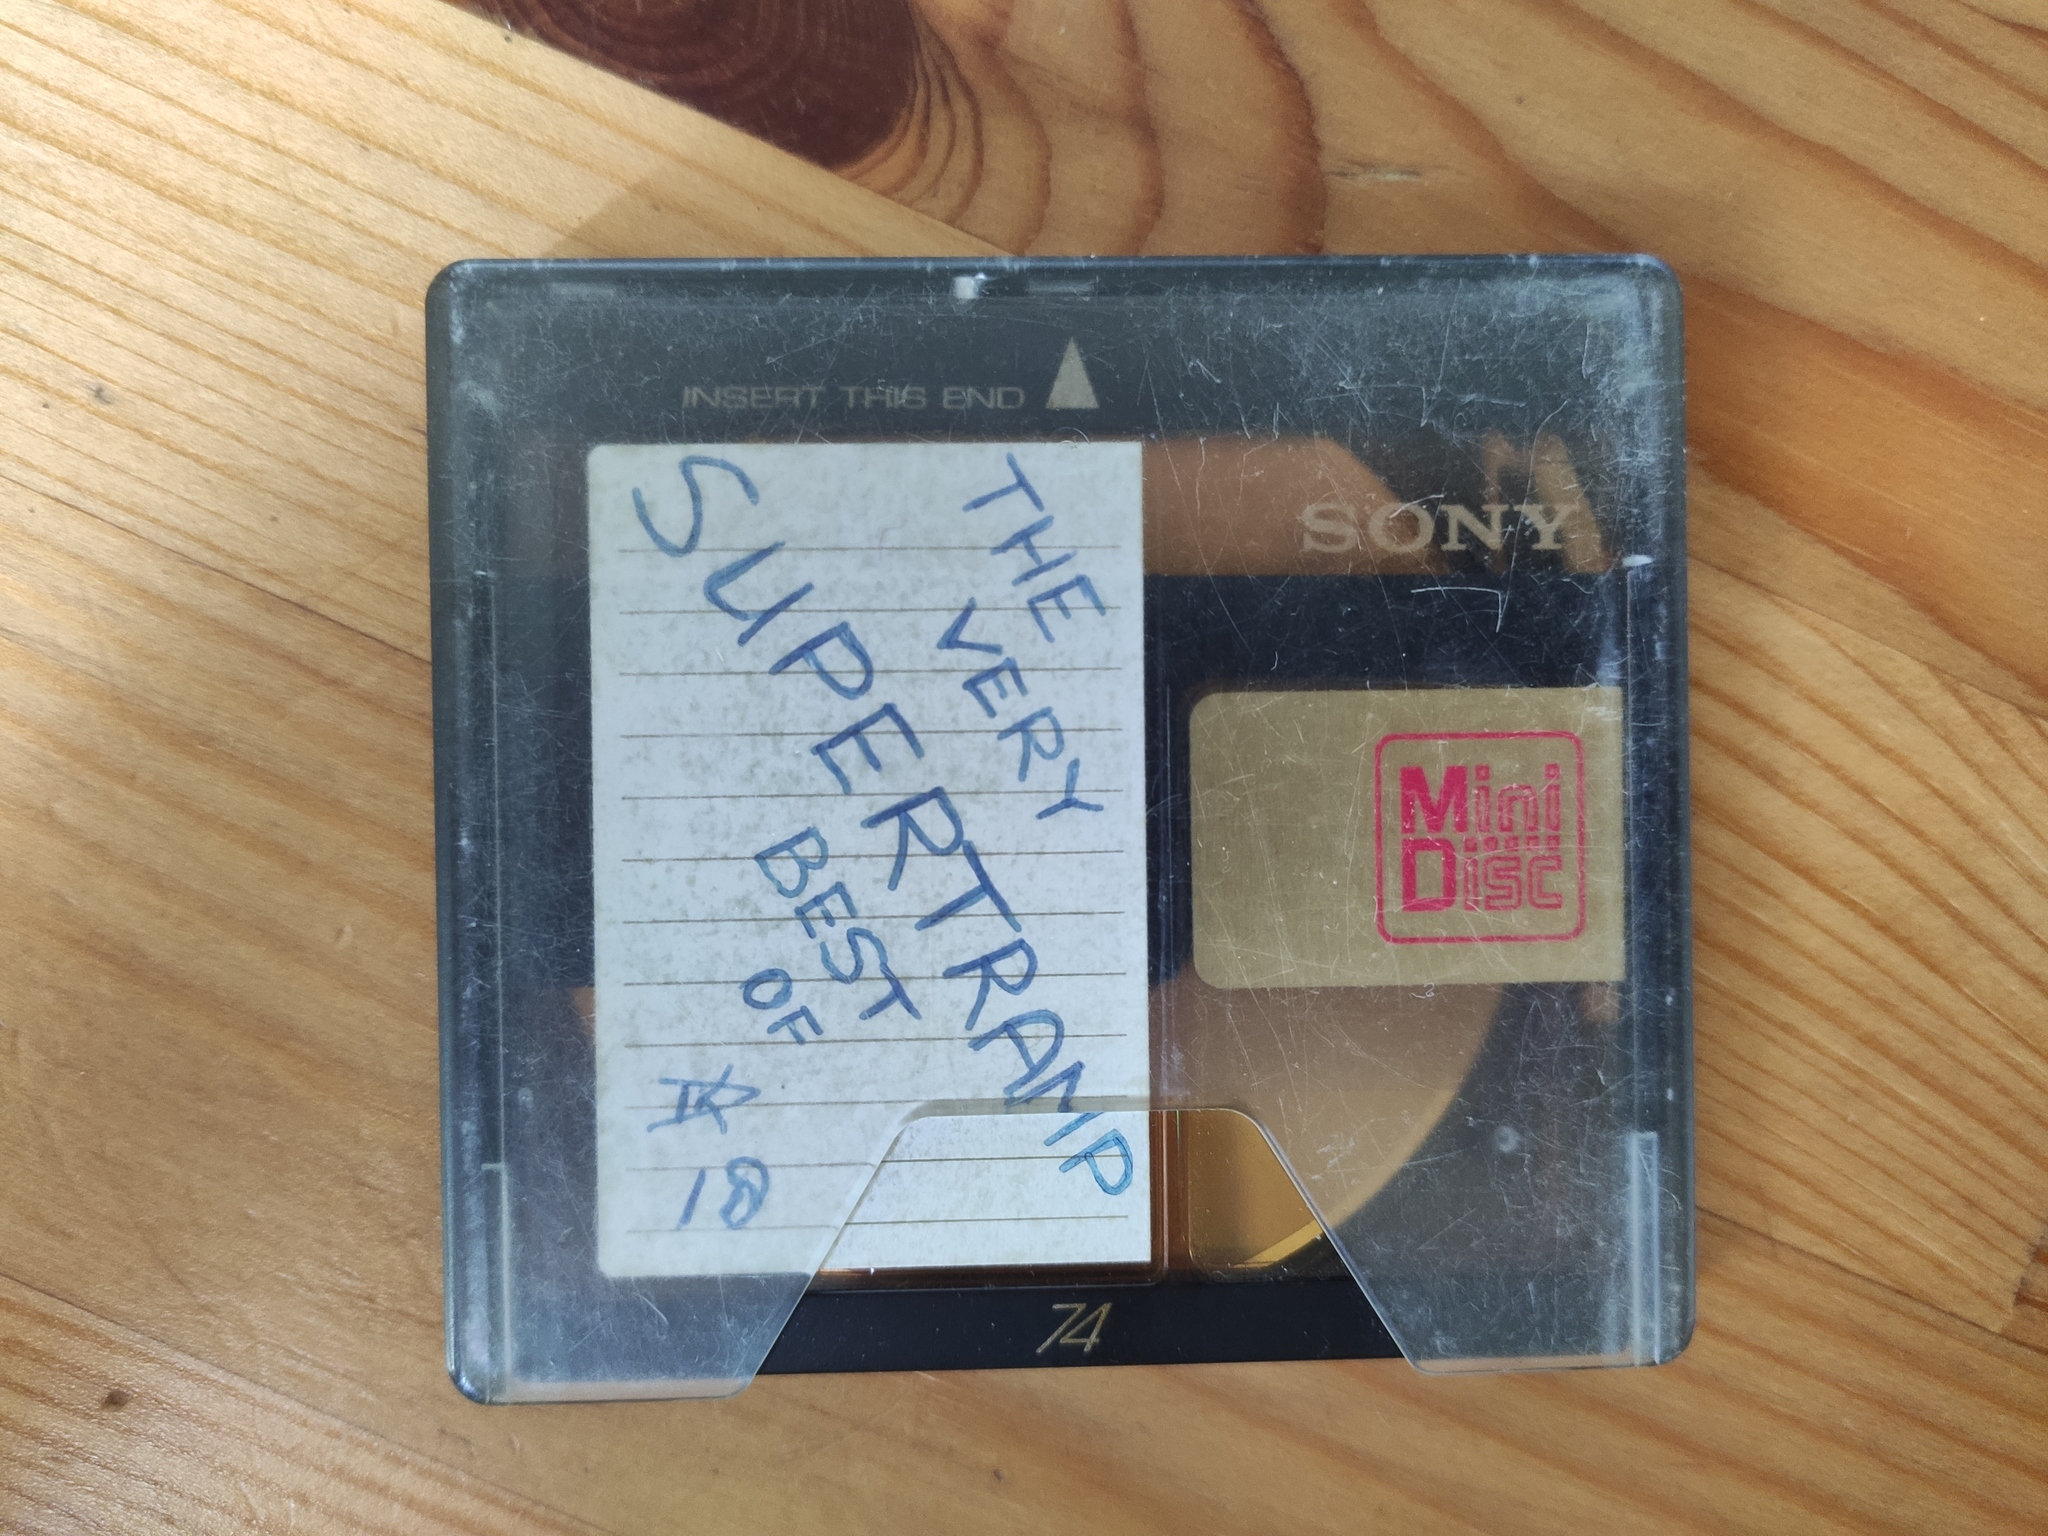 INSERT THIS END
SONY
THE VERY
SUPERTRAMP
BEST OF
18
Mini
Disc
74